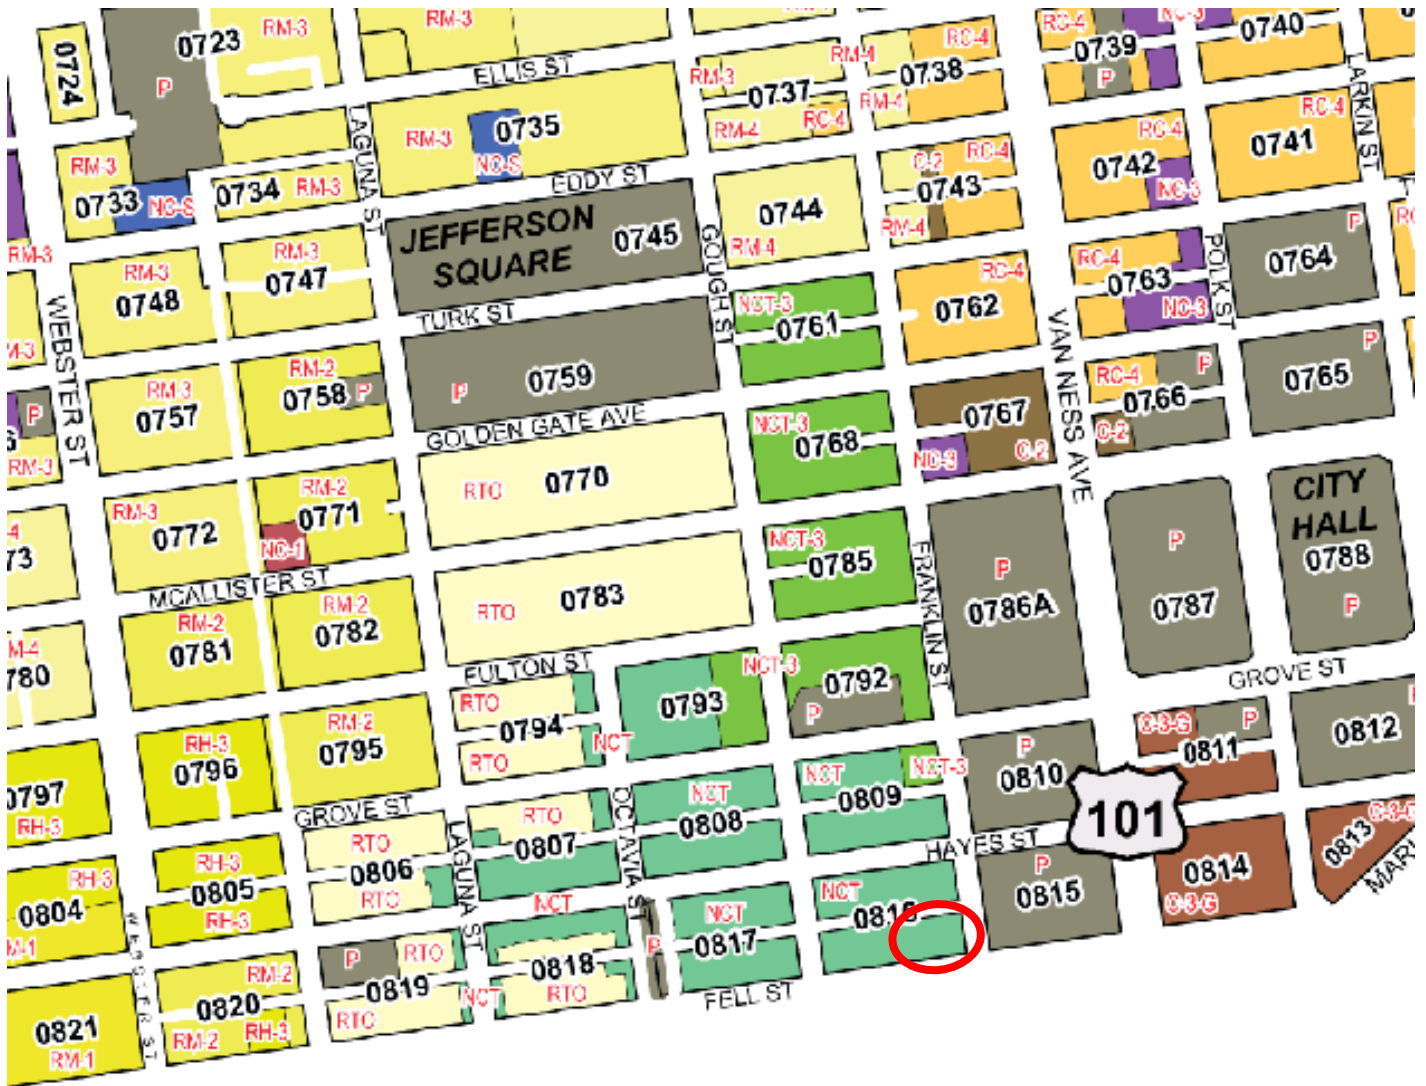 0724
0723
RM-3
P
RM-3
ELLIS ST
RM-3
0737
RM-4
RC-4
RM-4
RC-4
0738
RM-4
RC-4
0739
P
NC-3
0740
LARKIN ST
RM-3
0733
NC-S
0734
RM-3
LAGUNA ST
RM-3
0735
NC-S
EDDY ST
0744
RM-4
C-2
RC-4
0743
RM-4
RC-4
0742
NC-3
RC-4
0741
RM-3
RM-3
0748
RM-3
0747
JEFFERSON
SQUARE
0745
GOUGH ST
RC-4
0762
RC-4
0763
NC-3
POLK ST
P
0764
WEBSTER ST
TURK ST
NCT-3
0761
VAN NESS AVE
RM-3
0757
RM-2
0758
P
P
0759
GOLDEN GATE AVE
NCT-3
0768
0767
NC-3
C-2
RC-4
P
0766
C-2
P
0765
P
RM-3
RM-3
0772
RM-2
0771
NC-1
RTO
0770
NCT-3
0785
FRANKLIN ST
P
0786A
P
0787
CITY
HALL
0788
P
MCALLISTER ST
RM-2
0781
RM-2
0782
RTO
0783
FULTON ST
NCT-3
0792
P
GROVE ST
RH-3
0796
RM-2
0795
RTO
0794
RTO
NCT
0793
P
0810
C-3-G
P
0811
0812
0797
RH-3
GROVE ST
NCT
0809
NCT-3
101
RH-3
0804
RH-3
0805
RH-3
RTO
0806
RTO
LAGUNA ST
RTO
0807
OCTAVIA ST
NCT
0808
HAYES ST
P
0815
0814
C-3-G
0813
C-3-G
WEBSTER ST
NCT
0818
RTO
P
NCT
0817
NCT
0816
FELL ST
0821
RM-1
RM-2
0820
RM-2
RH-3
P
RTO
0819
RTO
NCT